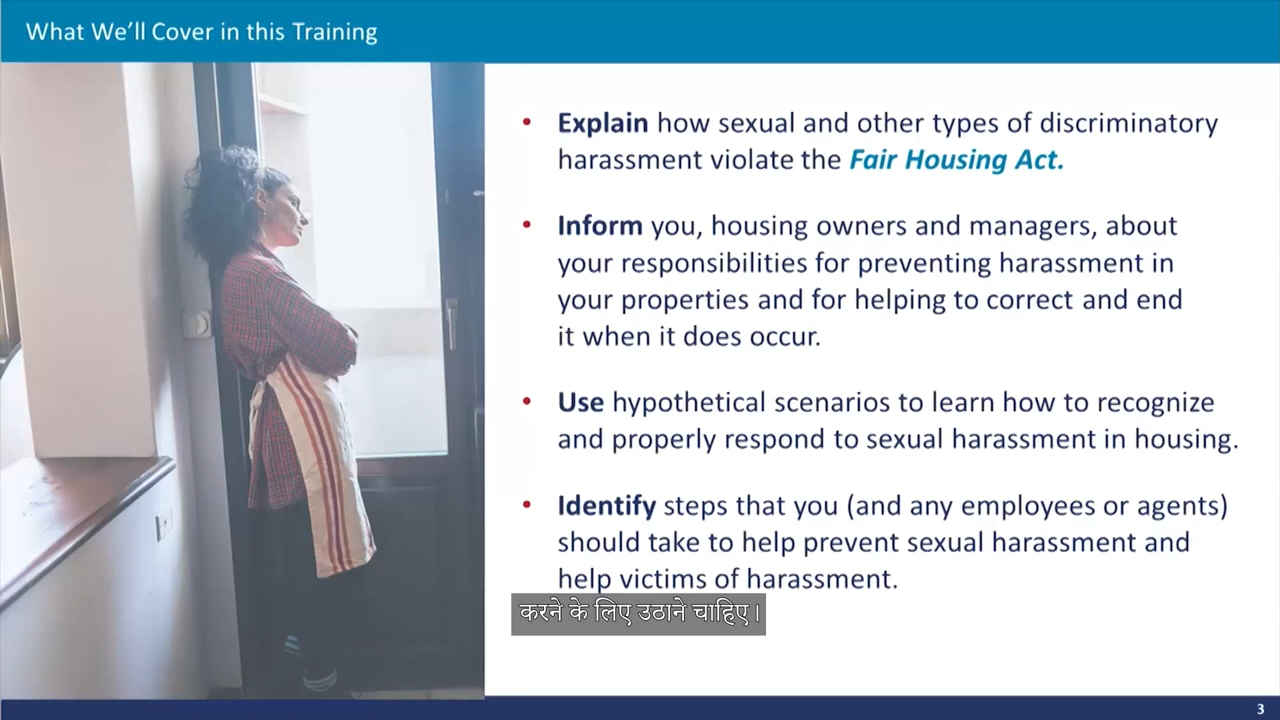 What We’ll Cover in this Training
• Explain how sexual and other types of discriminatory
harassment violate the Fair Housing Act.
• Inform you, housing owners and managers, about
your responsibilities for preventing harassment in
your properties and for helping to correct and end
it when it does occur.
• Use hypothetical scenarios to learn how to recognize
and properly respond to sexual harassment in housing.
• Identify steps that you (and any employees or agents)
should take to help prevent sexual harassment and
help victims of harassment.
करने के लिए उठाने चाहिए।
3